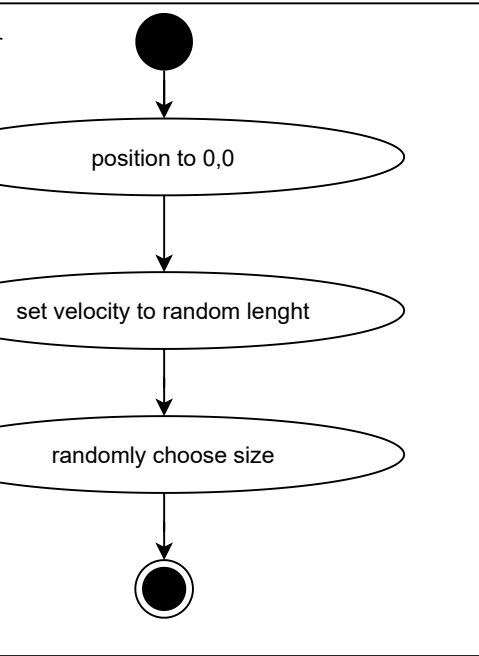 position to 0,0
set velocity to random lenght
randomly choose size